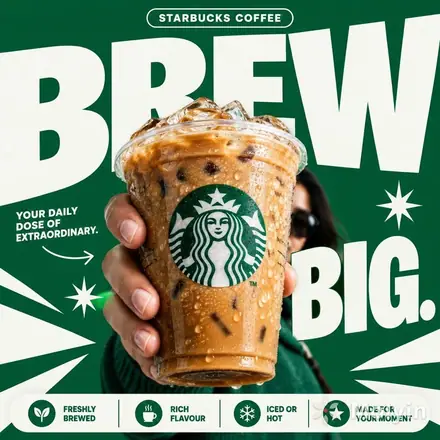 STARBUCKS COFFEE
BREW
YOUR DAILY
DOSE OF
EXTRAORDINARY.
BIG.
TM
FRESHLY
BREWED
RICH
FLAVOUR
ICED OR
HOT
MADE FOR
YOUR MOMENT